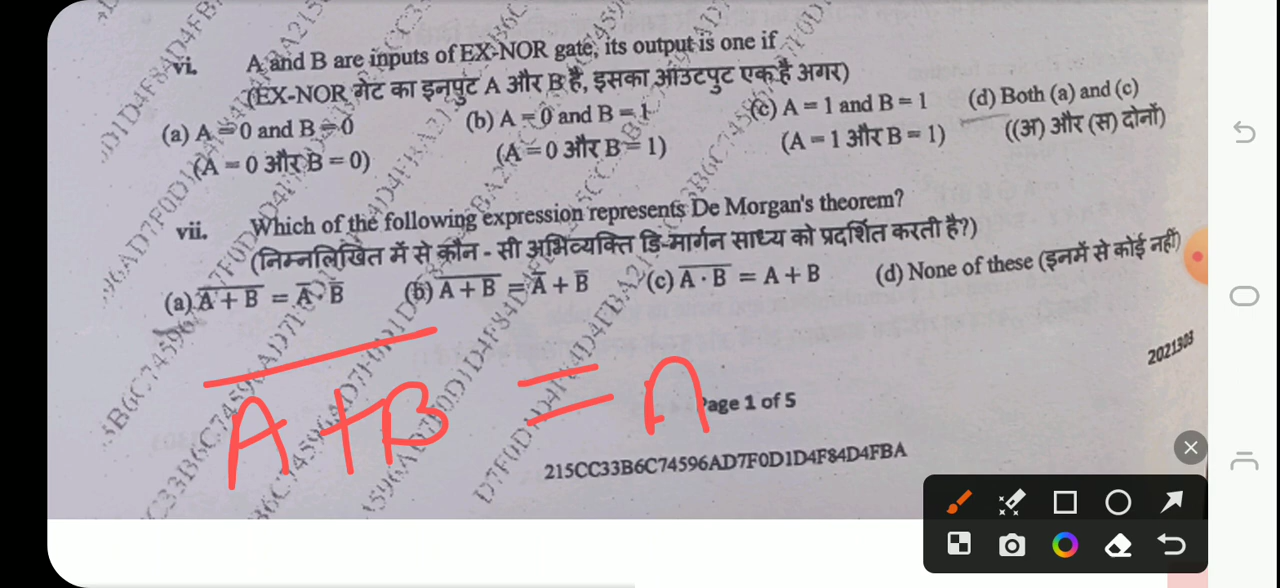 vi. A and B are inputs of EX-NOR gate, its output is one if
(EX-NOR गेट का इनपुट A और B है, इसका आउटपुट एक है अगर)
(a) A = 0 and B = 0 (b) A = 0 and B = 1 (c) A = 1 and B = 1 (d) Both (a) and (c)
(A = 0 और B = 0) (A = 0 और B = 1) (A = 1 और B = 1) ((अ) और (स) दोनों)
vii. Which of the following expression represents De Morgan's theorem?
(निम्नलिखित में से कौन - सी अभिव्यक्ति डि-मार्गन साध्य को प्रदर्शित करती है?)
(a) A̅ ̅+̅ ̅B̅ = A̅ · B̅ (b) A̅ ̅+̅ ̅B̅ = A̅ + B̅ (c) A̅ ̅·̅ ̅B̅ = A + B (d) None of these (इनमें से कोई नहीं)
2021303
A̅ ̅+̅ ̅B̅ =
Page 1 of 5
215CC33B6C74596AD7F0D1D4F84D4FBA